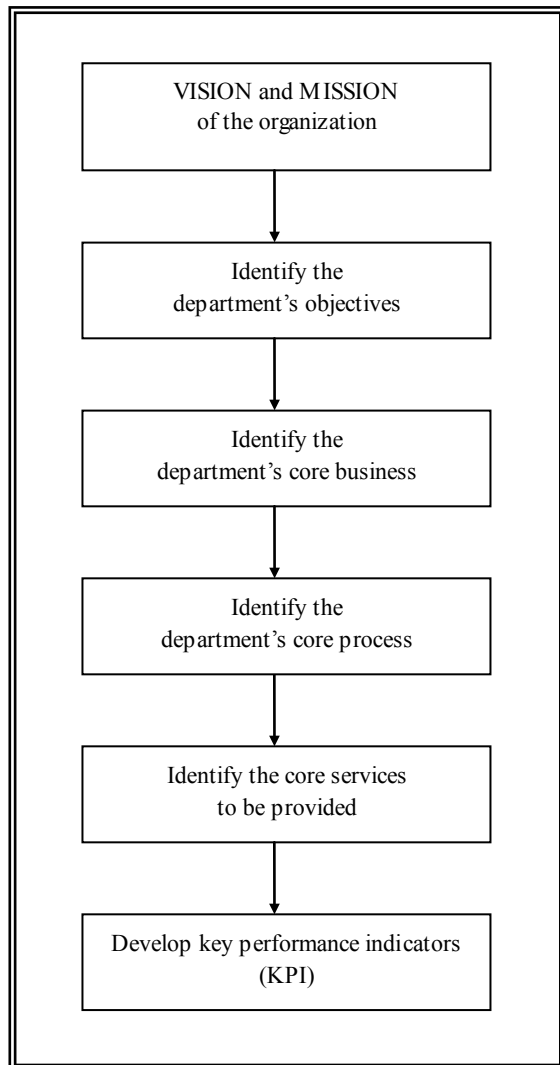 VISION and MISSION
of the organization
Identify the
department’s objectives
Identify the
department’s core business
Identify the
department’s core process
Identify the core services
to be provided
Develop key performance indicators
(KPI)